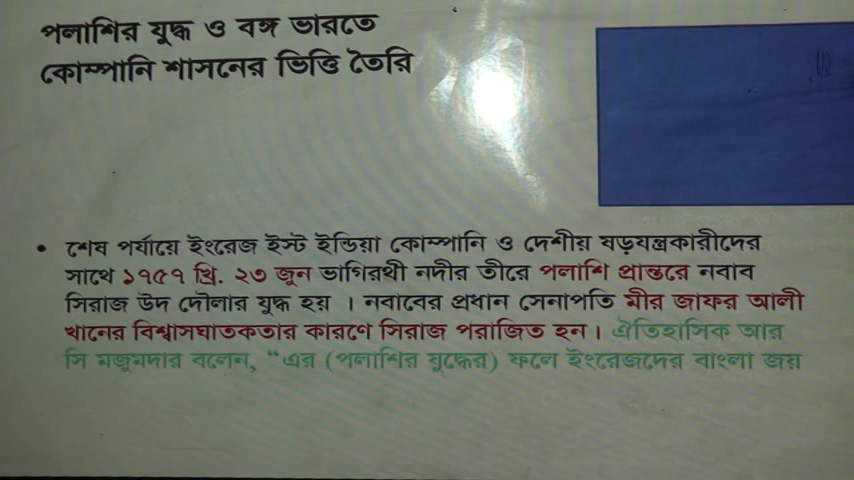 পলাশির যুদ্ধ ও বঙ্গ ভারতে
কোম্পানি শাসনের ভিত্তি তৈরি
• শেষ পর্যায়ে ইংরেজ ইস্ট ইন্ডিয়া কোম্পানি ও দেশীয় ষড়যন্ত্রকারীদের
সাথে ১৭৫৭ খ্রি. ২৩ জুন ভাগিরথী নদীর তীরে পলাশি প্রান্তরে নবাব
সিরাজ উদ দৌলার যুদ্ধ হয় । নবাবের প্রধান সেনাপতি মীর জাফর আলী
খানের বিশ্বাসঘাতকতার কারণে সিরাজ পরাজিত হন। ঐতিহাসিক আর
সি মজুমদার বলেন, “এর (পলাশির যুদ্ধের) ফলে ইংরেজদের বাংলা জয়